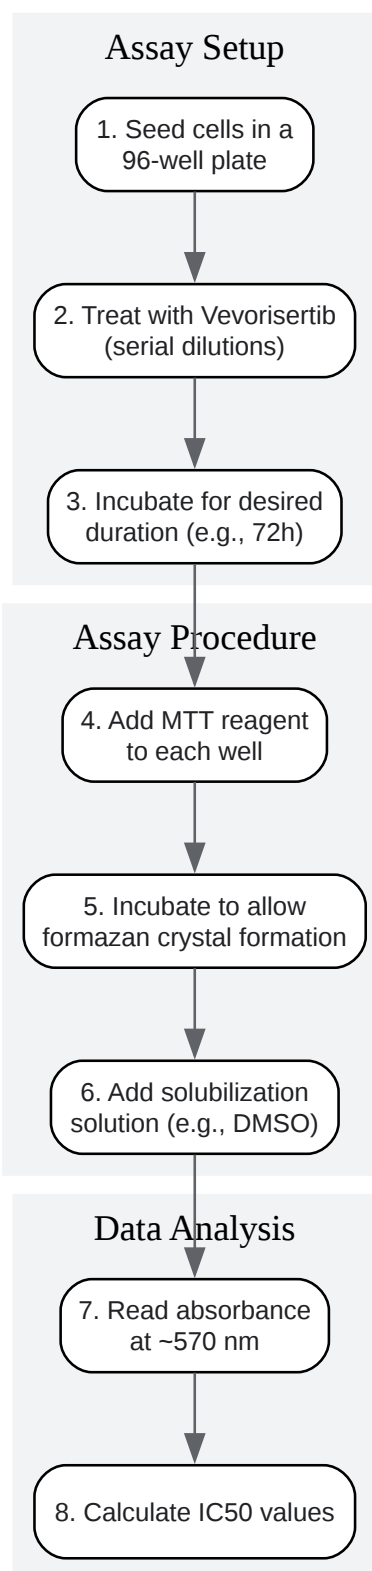 Assay Setup
1. Seed cells in a
96-well plate
2. Treat with Vevorisertib
(serial dilutions)
3. Incubate for desired
duration (e.g., 72h)
Assay Procedure
4. Add MTT reagent
to each well
5. Incubate to allow
formazan crystal formation
6. Add solubilization
solution (e.g., DMSO)
Data Analysis
7. Read absorbance
at ~570 nm
8. Calculate IC50 values